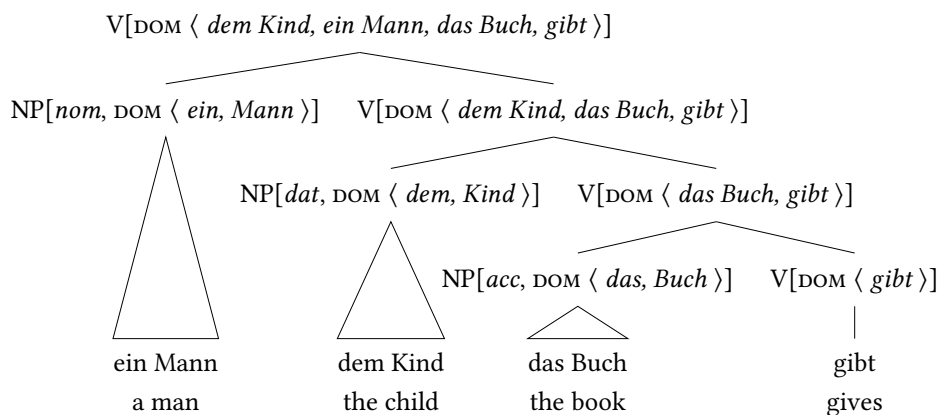 V[DOM ⟨ dem Kind, ein Mann, das Buch, gibt ⟩]
NP[nom, DOM ⟨ ein, Mann ⟩] V[DOM ⟨ dem Kind, das Buch, gibt ⟩]
NP[dat, DOM ⟨ dem, Kind ⟩] V[DOM ⟨ das Buch, gibt ⟩]
NP[acc, DOM ⟨ das, Buch ⟩] V[DOM ⟨ gibt ⟩]
ein Mann dem Kind das Buch gibt
a man the child the book gives